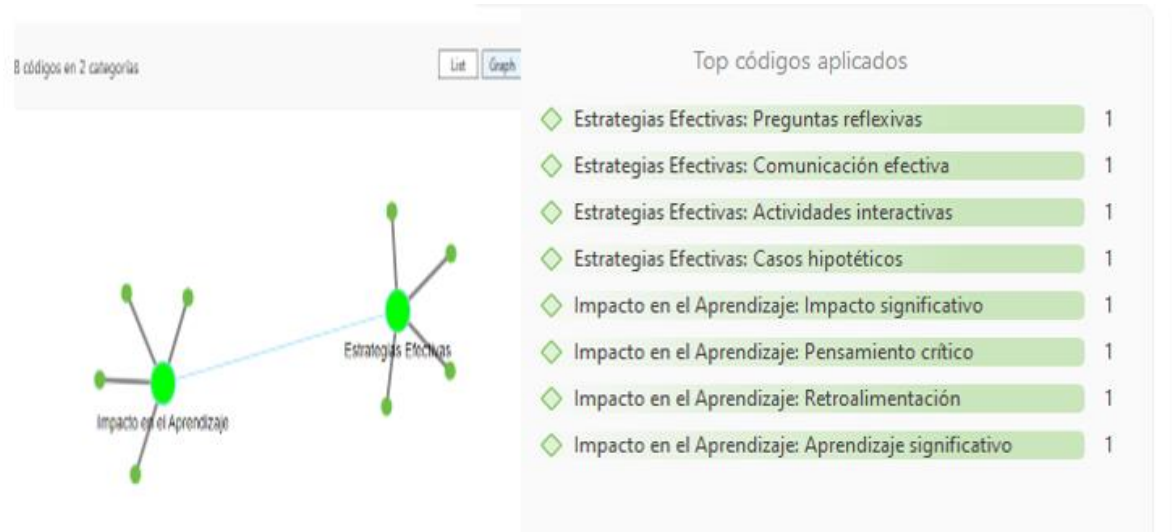 8 códigos en 2 categorías
List
Graph
Estrategias Efectivas
Impacto en el Aprendizaje
Top códigos aplicados
Estrategias Efectivas: Preguntas reflexivas 1
Estrategias Efectivas: Comunicación efectiva 1
Estrategias Efectivas: Actividades interactivas 1
Estrategias Efectivas: Casos hipotéticos 1
Impacto en el Aprendizaje: Impacto significativo 1
Impacto en el Aprendizaje: Pensamiento crítico 1
Impacto en el Aprendizaje: Retroalimentación 1
Impacto en el Aprendizaje: Aprendizaje significativo 1